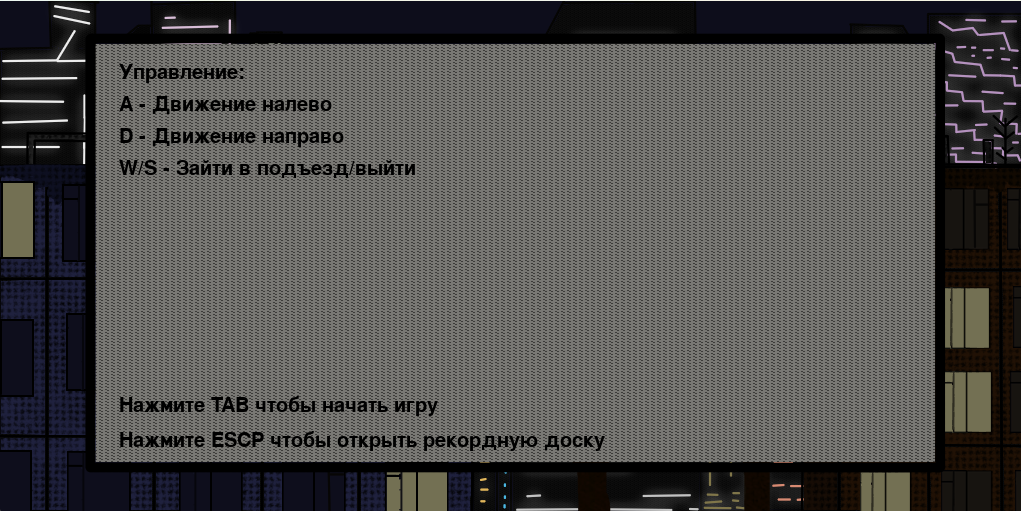 Управление:
A - Движение налево
D - Движение направо
W/S - Зайти в подъезд/выйти
Нажмите TAB чтобы начать игру
Нажмите ESCP чтобы открыть рекордную доску